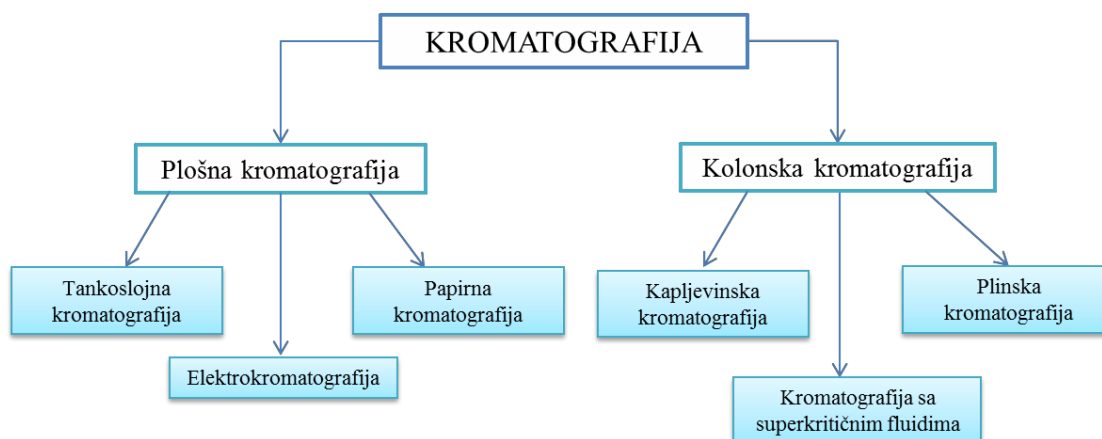 KROMATOGRAFIJA
Plošna kromatografija
Kolonska kromatografija
Tankoslojna
kromatografija
Papirna
kromatografija
Elektrokromatografija
Kapljevinska
kromatografija
Plinska
kromatografija
Kromatografija sa
superkritičnim fluidima